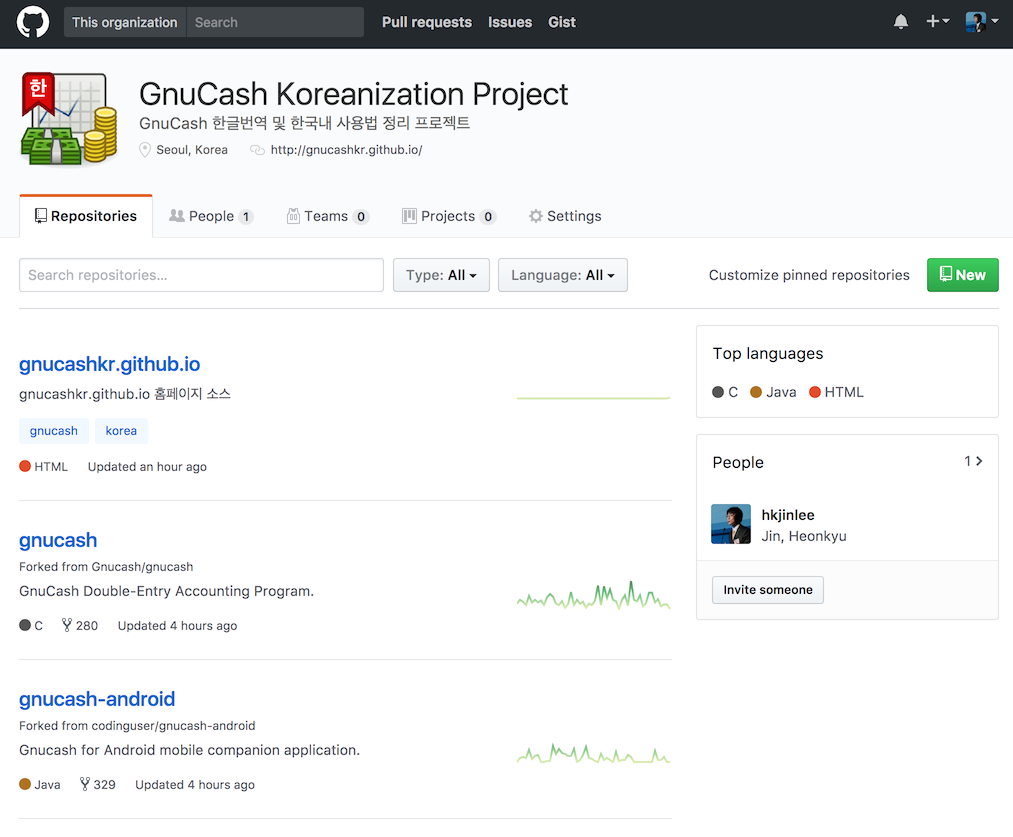 This organization Search Pull requests Issues Gist
한
GnuCash Koreanization Project
GnuCash 한글번역 및 한국내 사용법 정리 프로젝트
Seoul, Korea http://gnucashkr.github.io/
Repositories People 1 Teams 0 Projects 0 Settings
Search repositories... Type: All Language: All Customize pinned repositories New
gnucashkr.github.io
gnucashkr.github.io 홈페이지 소스
gnucash korea
HTML Updated an hour ago
gnucash
Forked from Gnucash/gnucash
GnuCash Double-Entry Accounting Program.
C 280 Updated 4 hours ago
gnucash-android
Forked from codinguser/gnucash-android
Gnucash for Android mobile companion application.
Java 329 Updated 4 hours ago
Top languages
C Java HTML
People 1
hkjinlee
Jin, Heonkyu
Invite someone